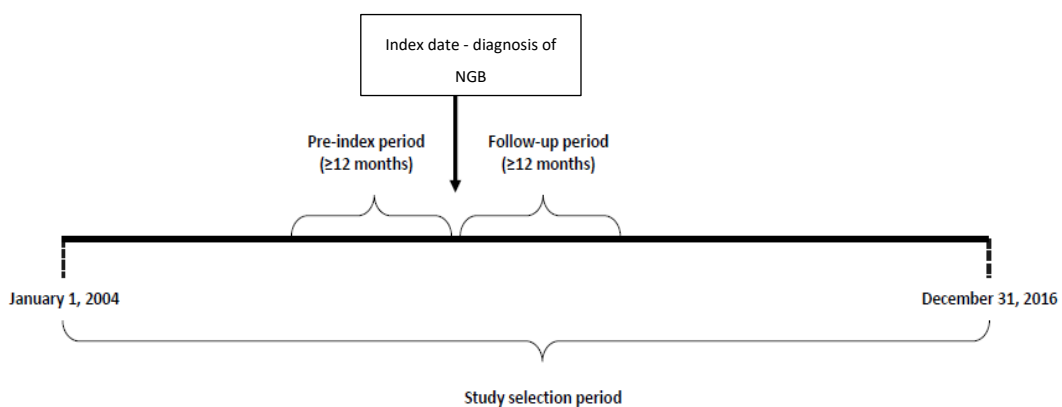 Index date - diagnosis of
NGB
Pre-index period
(≥12 months)
Follow-up period
(≥12 months)
January 1, 2004
December 31, 2016
Study selection period